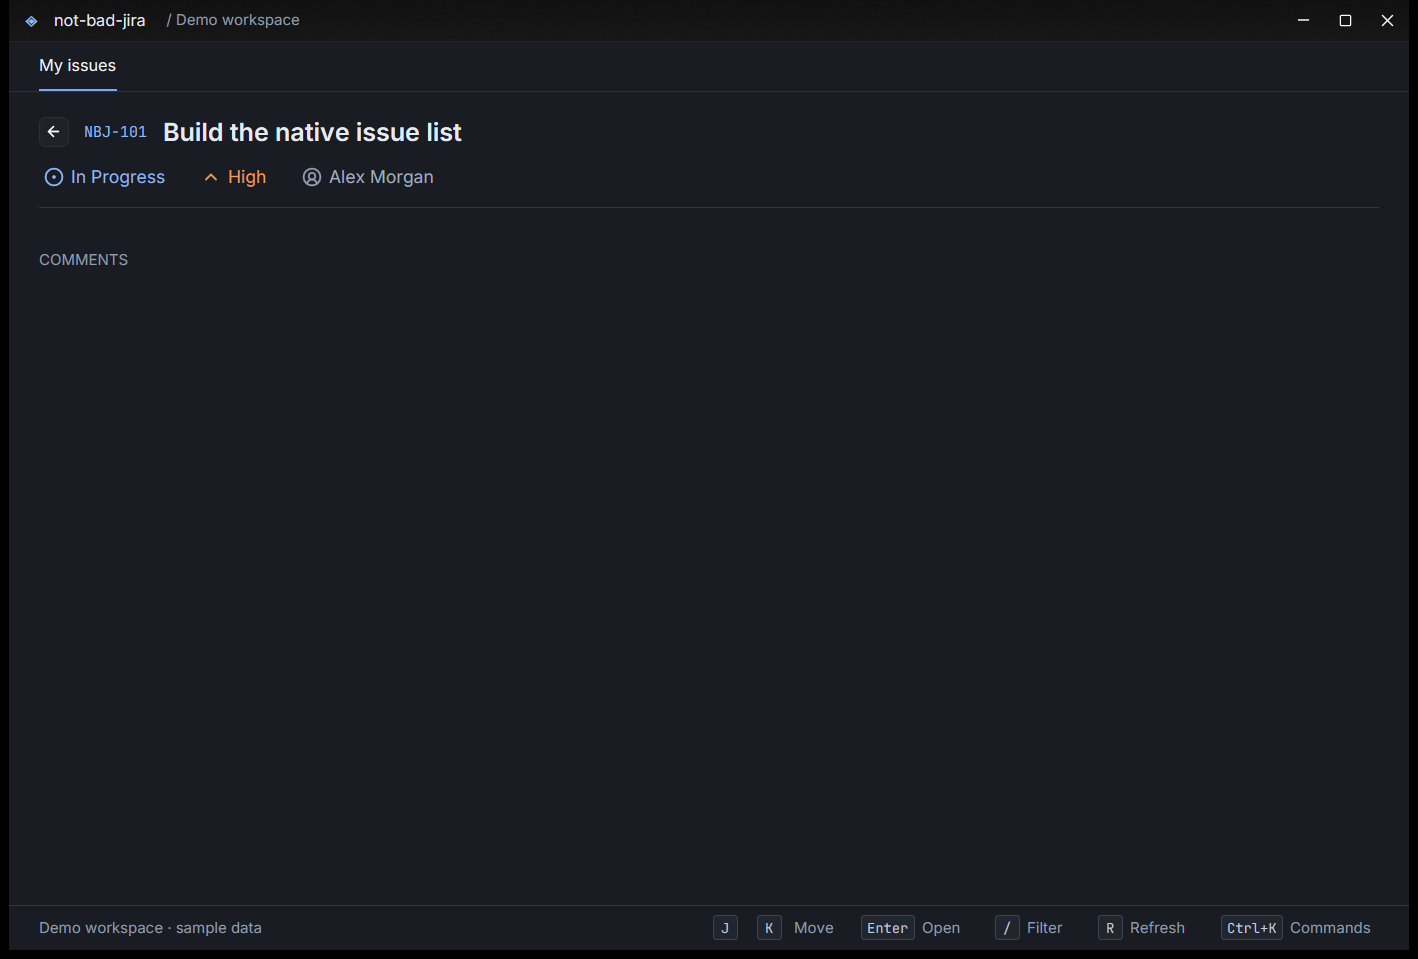 not-bad-jira / Demo workspace
My issues
NBJ-101 Build the native issue list
In Progress High Alex Morgan
COMMENTS
Demo workspace · sample data J K Move Enter Open / Filter R Refresh Ctrl+K Commands